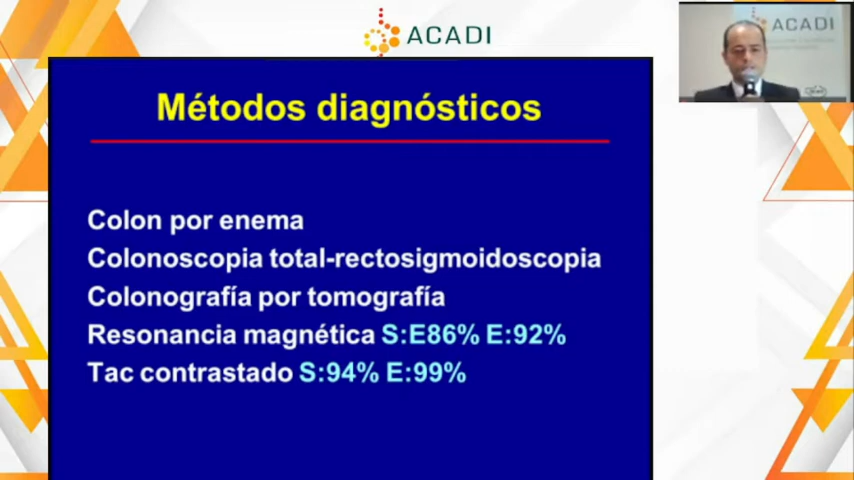 ACADI
ACADI
Métodos diagnósticos
Colon por enema
Colonoscopia total-rectosigmoidoscopia
Colonografía por tomografía
Resonancia magnética S:E86% E:92%
Tac contrastado S:94% E:99%